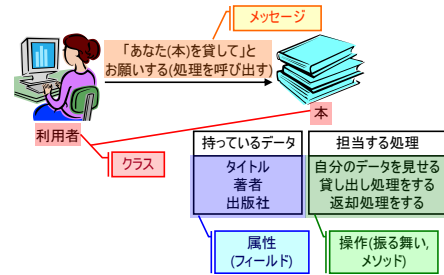 メッセージ
「あなた(本)を貸して」と
お願いする(処理を呼び出す)
本
利用者
クラス
持っているデータ
担当する処理
タイトル
著者
出版社
自分のデータを見せる
貸し出し処理をする
返却処理をする
属性
(フィールド)
操作(振る舞い,
メソッド)